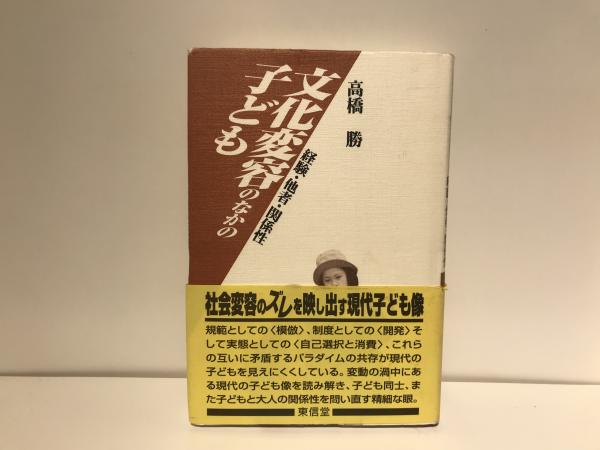 高橋 勝
文化変容のなかの
子ども
経験・他者・関係性
社会変容のズレを映し出す現代子ども像
規範としての〈模倣〉、制度としての〈開発〉そ
して実態としての〈自己選択と消費〉、これら
の互いに矛盾するパラダイムの共存が現代の
子どもを見えにくくしている。変動の渦中にあ
る現代の子ども像を読み解き、子ども同士、ま
た子どもと大人の関係性を問い直す精細な眼。
東信堂